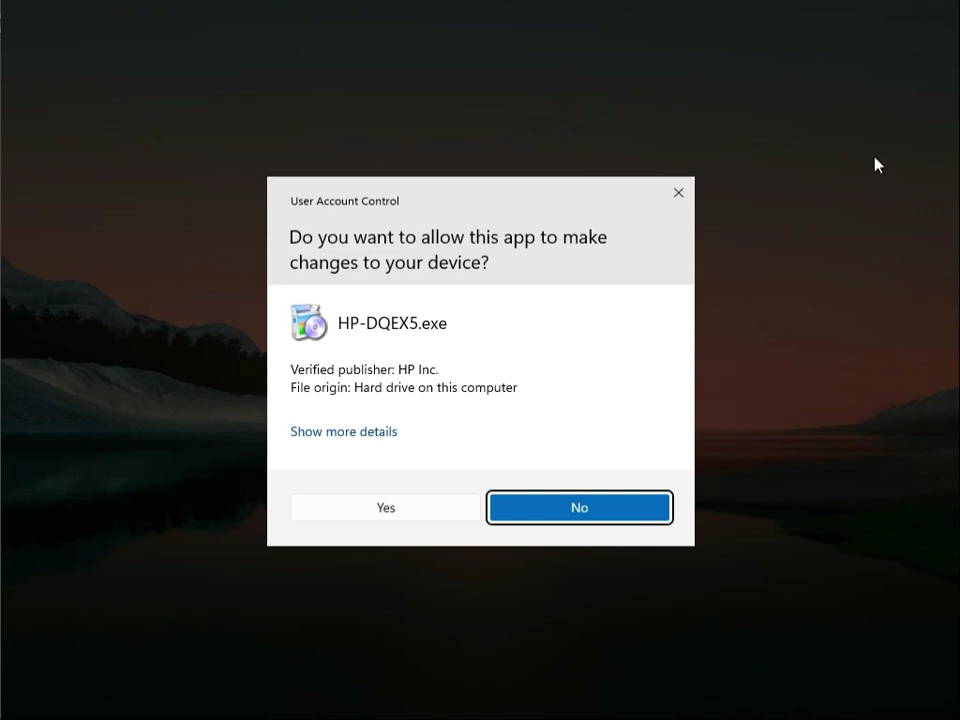 User Account Control
Do you want to allow this app to make
changes to your device?
HP-DQEX5.exe
Verified publisher: HP Inc.
File origin: Hard drive on this computer
Show more details
Yes
No